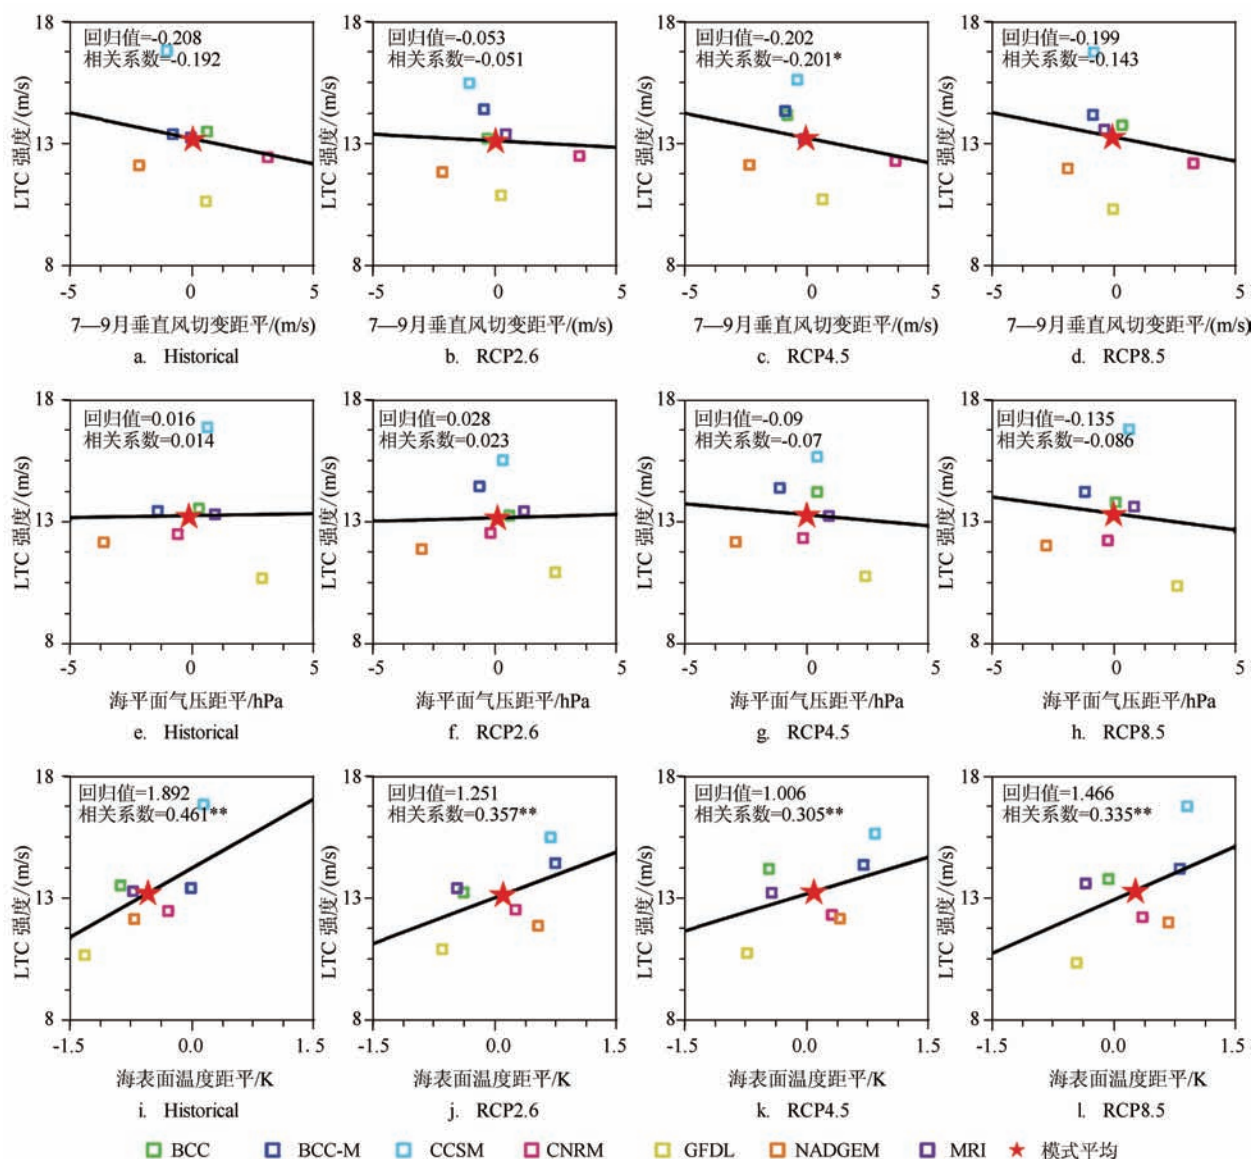 18
18
18
18
回归值=-0.208
回归值=-0.053
回归值=-0.202
回归值=-0.199
相关系数=-0.192
相关系数=-0.051
相关系数=-0.201*
相关系数=-0.143
LTC 强度/(m/s)
LTC 强度/(m/s)
LTC 强度/(m/s)
LTC 强度/(m/s)
13
13
13
13
8
8
8
8
-5 0 5
-5 0 5
-5 0 5
-5 0 5
7—9月垂直风切变距平/(m/s)
7—9月垂直风切变距平/(m/s)
7—9月垂直风切变距平/(m/s)
7—9月垂直风切变距平/(m/s)
a. Historical
b. RCP2.6
c. RCP4.5
d. RCP8.5
18
18
18
18
回归值=0.016
回归值=0.028
回归值=-0.09
回归值=-0.135
相关系数=0.014
相关系数=0.023
相关系数=-0.07
相关系数=-0.086
LTC 强度/(m/s)
LTC 强度/(m/s)
LTC 强度/(m/s)
LTC 强度/(m/s)
13
13
13
13
8
8
8
8
-5 0 5
-5 0 5
-5 0 5
-5 0 5
海平面气压距平/hPa
海平面气压距平/hPa
海平面气压距平/hPa
海平面气压距平/hPa
e. Historical
f. RCP2.6
g. RCP4.5
h. RCP8.5
18
18
18
18
回归值=1.892
回归值=1.251
回归值=1.006
回归值=1.466
相关系数=0.461**
相关系数=0.357**
相关系数=0.305**
相关系数=0.335**
LTC 强度/(m/s)
LTC 强度/(m/s)
LTC 强度/(m/s)
LTC 强度/(m/s)
13
13
13
13
8
8
8
8
-1.5 0.0 1.5
-1.5 0.0 1.5
-1.5 0.0 1.5
-1.5 0.0 1.5
海表面温度距平/K
海表面温度距平/K
海表面温度距平/K
海表面温度距平/K
i. Historical
j. RCP2.6
k. RCP4.5
l. RCP8.5
BCC BCC-M CCSM CNRM GFDL NADGEM MRI 模式平均